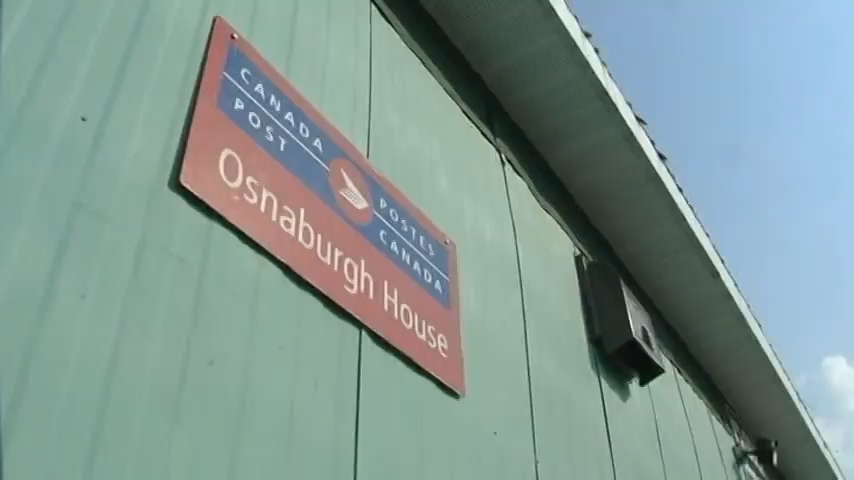 CANADA
POST
POSTES
CANADA
Osnaburgh House